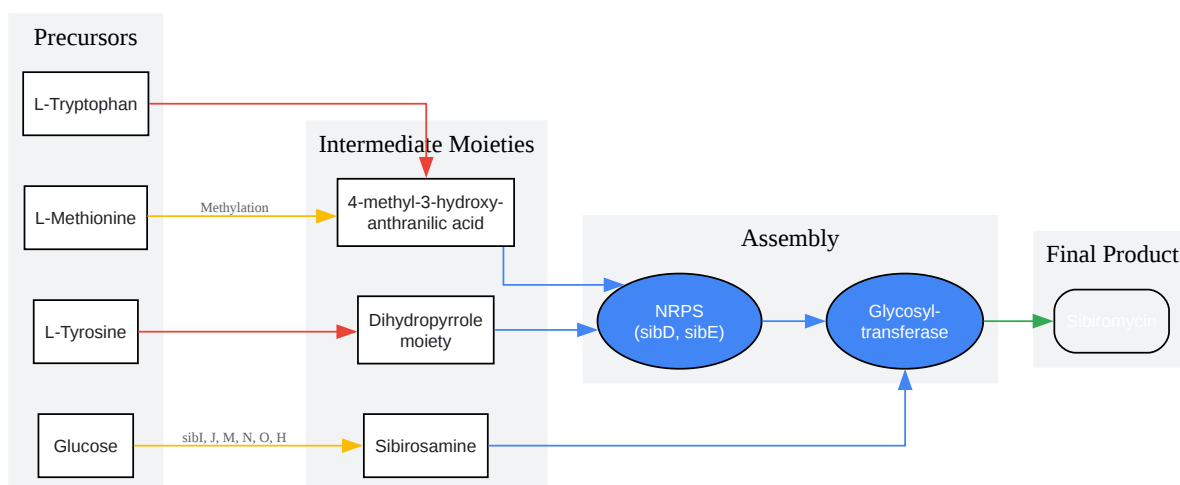 Precursors
L-Tryptophan
L-Methionine
L-Tyrosine
Glucose
Methylation
sibI, J, M, N, O, H
Intermediate Moieties
4-methyl-3-hydroxy-
anthranilic acid
Dihydropyrrole
moiety
Sibirosamine
Assembly
NRPS
(sibD, sibE)
Glycosyl-
transferase
Final Product
Sibiromycin